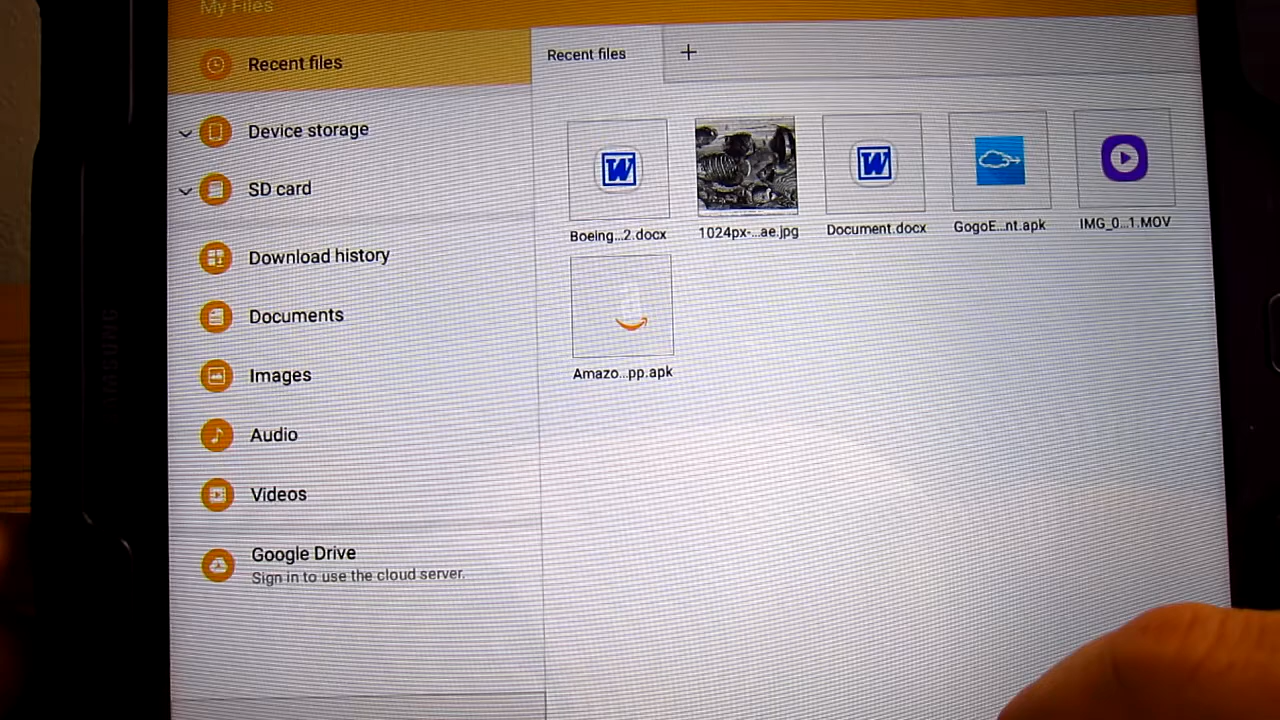 My Files
Recent files
Device storage
SD card
Download history
Documents
Images
Audio
Videos
Google Drive
Sign in to use the cloud server.
Recent files +
W
W
Boeing...2.docx
1024px-...ae.jpg
Document.docx
GogoE...nt.apk
IMG_0...1.MOV
Amazo...pp.apk
SAMSUNG